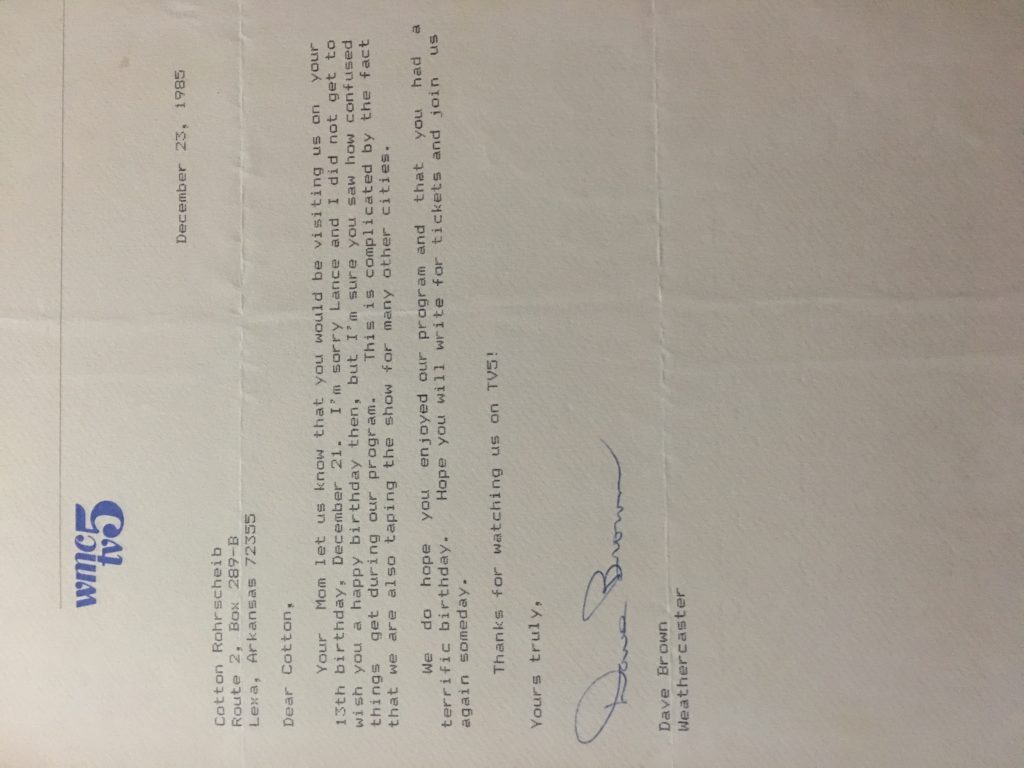 wmc
tv5
December 23, 1985
Cotton Rohrscheib
Route 2, Box 289-B
Lexa, Arkansas 72355
Dear Cotton,
Your Mom let us know that you would be visiting us on your
13th birthday, December 21. I'm sorry Lance and I did not get to
wish you a happy birthday then, but I'm sure you saw how confused
things get during our program. This is complicated by the fact
that we are also taping the show for many other cities.
We do hope you enjoyed our program and that you had a
terrific birthday. Hope you will write for tickets and join us
again someday.
Thanks for watching us on TV5!
Yours truly,
Dave Brown
Dave Brown
Weathercaster